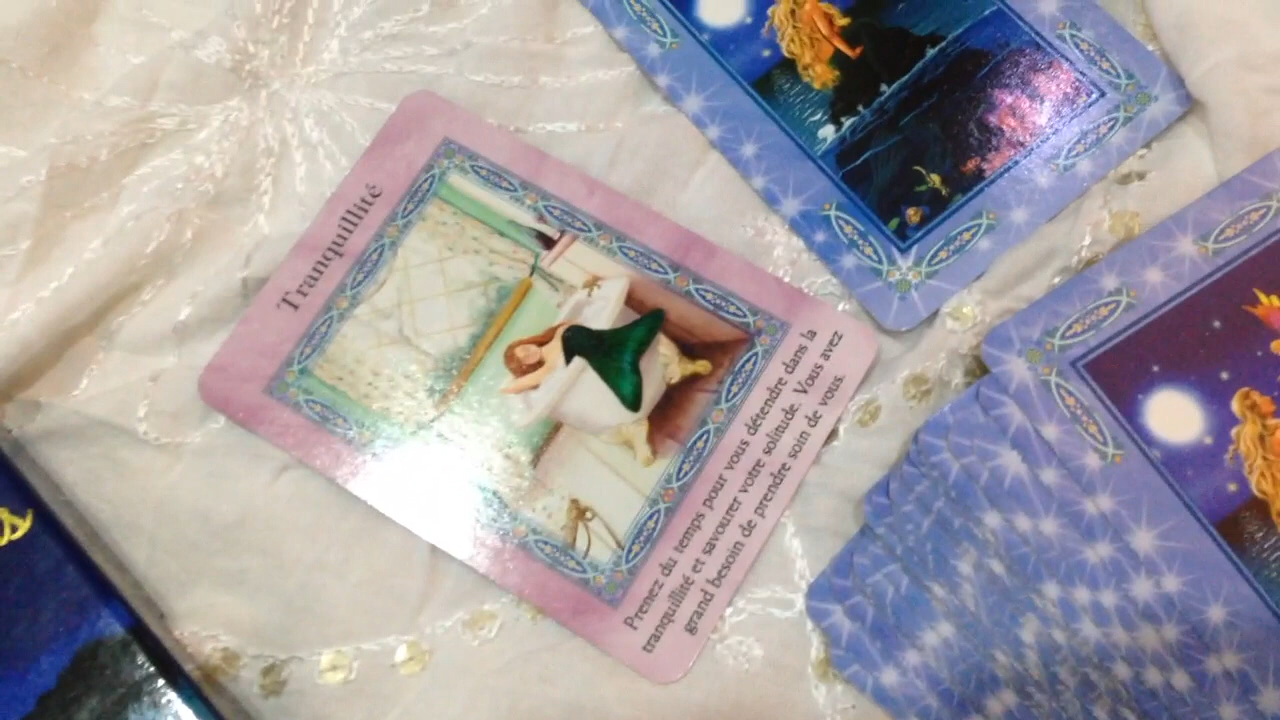 Tranquillité
Prenez du temps pour vous détendre dans la
tranquillité et savourer votre solitude. Vous avez
grand besoin de prendre soin de vous.